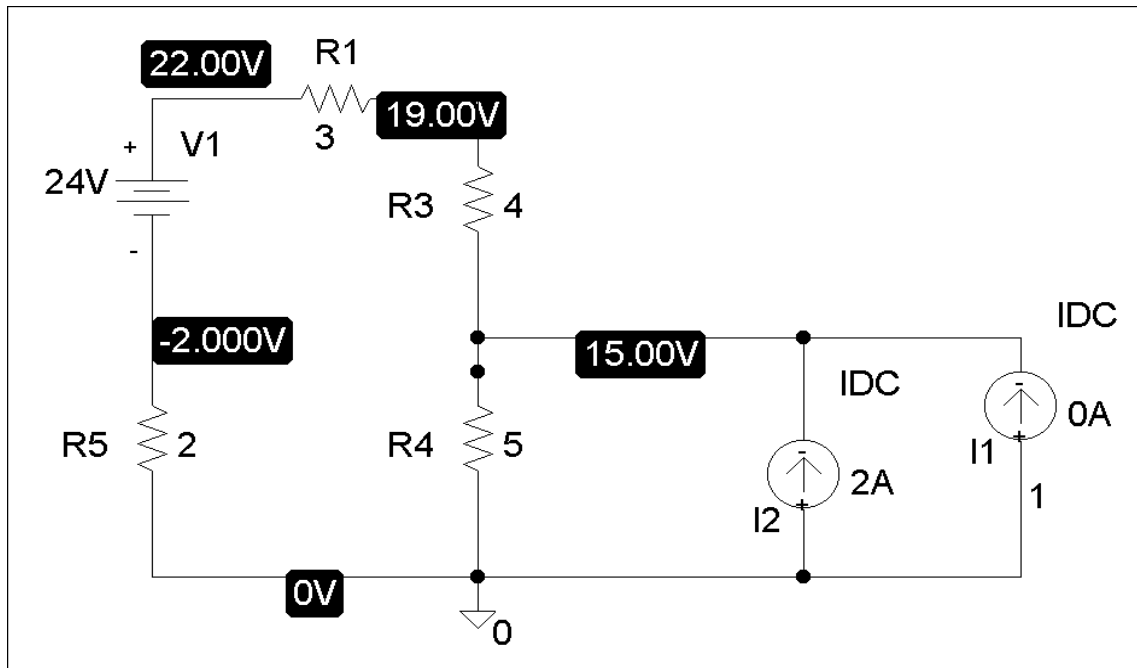 22.00V
R1
19.00V
3
+
V1
24V
-
R3
4
-2.000V
15.00V
IDC
IDC
-
0A
I1
+
R5
2
R4
5
-
2A
I2
+
1
0V
0